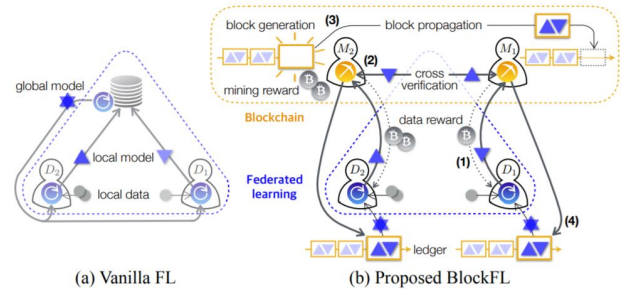 block generation
(3)
block propagation
M2
(2)
M1
global model
mining reward
cross
verification
Blockchain
data reward
local model
(1)
D2
D1
Federated
learning
D2
D1
local data
(4)
ledger
(a) Vanilla FL
(b) Proposed BlockFL